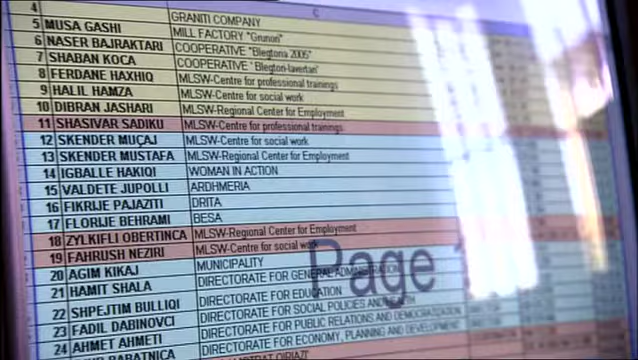 C
4 GRANITI COMPANY
5 MUSA GASHI MILL FACTORY "Grunori"
6 NASER BAJRAKTARI COOPERATIVE "Blegtoria 2005"
7 SHABAN KOCA COOPERATIVE "Blegtori-lavertari"
8 FERDANE HAXHIQ MLSW-Centre for professional trainings
9 HALIL HAMZA MLSW-Centre for social work
10 DIBRAN JASHARI MLSW-Regional Center for Employment
11 SHASIVAR SADIKU MLSW-Centre for professional trainings
12 SKENDER MUÇAJ MLSW-Centre for social work
13 SKENDER MUSTAFA MLSW-Regional Center for Employment
14 IGBALLE HAKIQI WOMAN IN ACTION
15 VALDETE JUPOLLI ARDHMERIA
16 FIKRIJE PAJAZITI DRITA
17 FLORIJE BEHRAMI BESA
18 ZYLKIFLI OBERTINCA MLSW-Regional Center for Employment
19 FAHRUSH NEZIRI MLSW-Centre for social work
20 AGIM KIKAJ MUNICIPALITY
21 HAMIT SHALA DIRECTORATE FOR GENERAL ADMINISTRATION
22 SHPEJTIM BULLIQI DIRECTORATE FOR EDUCATION
23 FADIL DABINOVCI DIRECTORATE FOR SOCIAL POLICIES AND HEALTH
24 AHMET AHMETI DIRECTORATE FOR PUBLIC RELATIONS AND DEMOCRATIZATION
DIRECTORATE FOR ECONOMY, PLANNING AND DEVELOPMENT
Page 1